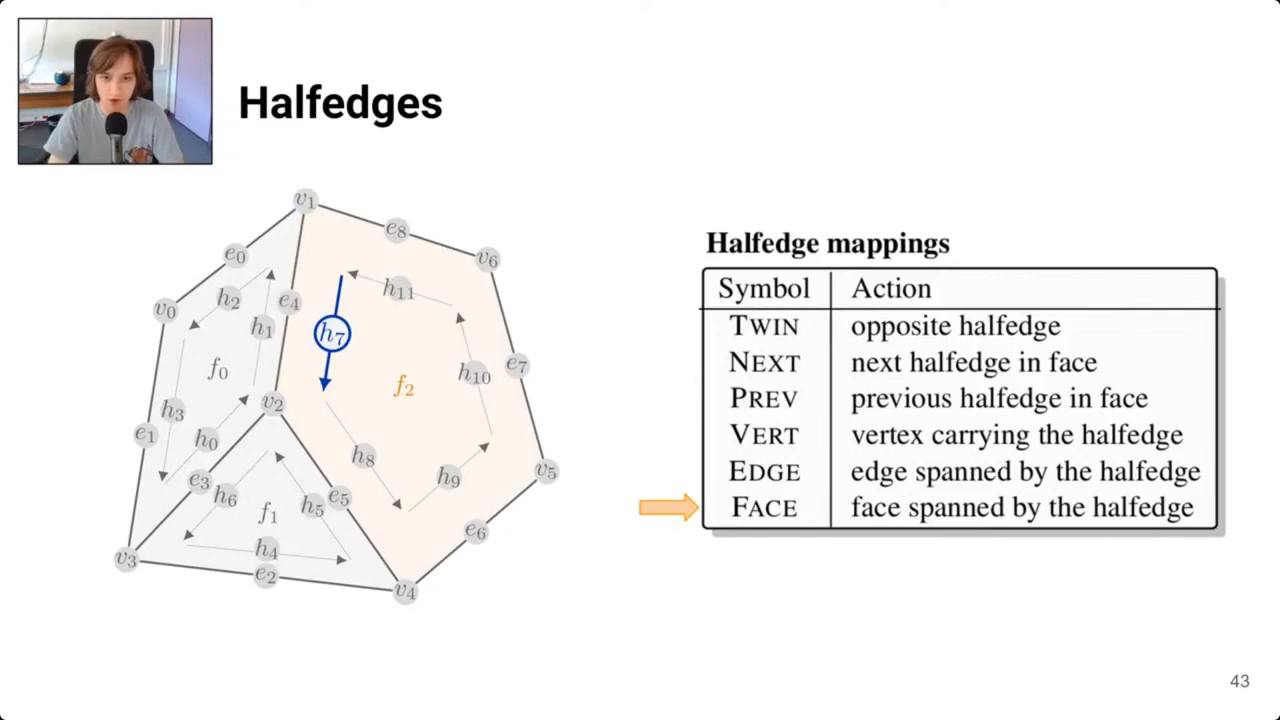 Halfedges
v1
e8
v6
e0
h11
h2
e4
v0
h1
h7
e7
f0
h10
f2
v2
h3
e1
h0
h8
v5
h9
e3
h6
e5
h5
f1
e6
h4
v3
e2
v4
Halfedge mappings
Symbol Action
TWIN opposite halfedge
NEXT next halfedge in face
PREV previous halfedge in face
VERT vertex carrying the halfedge
EDGE edge spanned by the halfedge
FACE face spanned by the halfedge
43